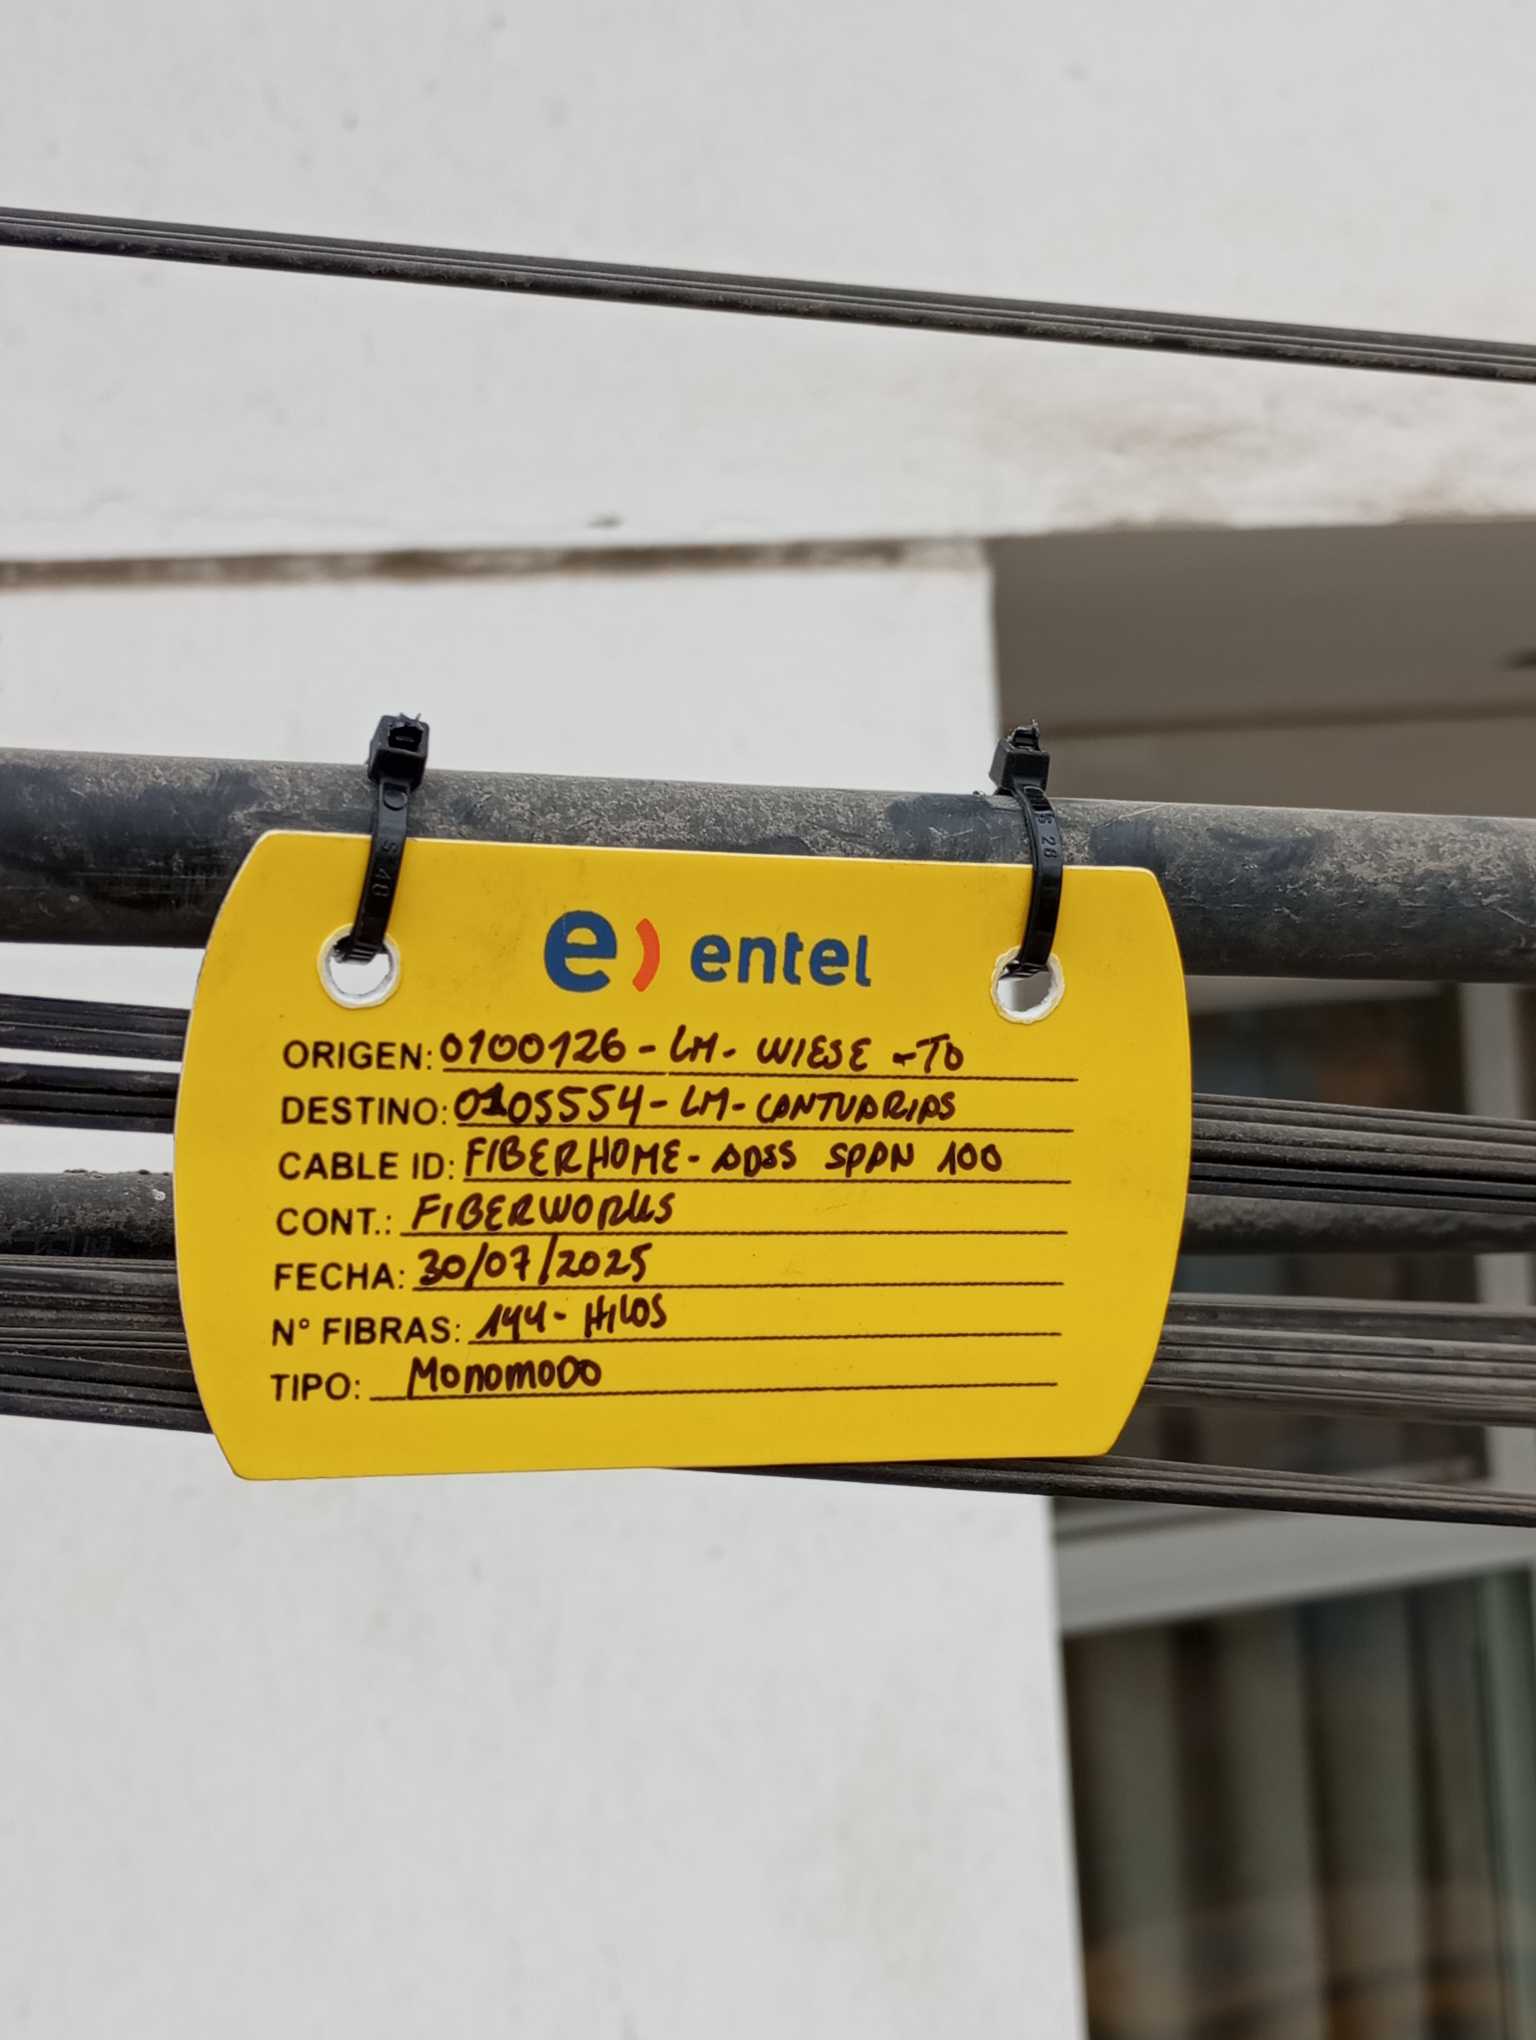 e) entel
ORIGEN: 0100126 - LM - WIESE - TO
DESTINO: 0105554 - LM - CANTUARIAS
CABLE ID: FIBERHOME - ADSS SPAN 100
CONT.: FIBERWORKS
FECHA: 30/07/2025
N° FIBRAS: 144 - HILOS
TIPO: MONOMODO